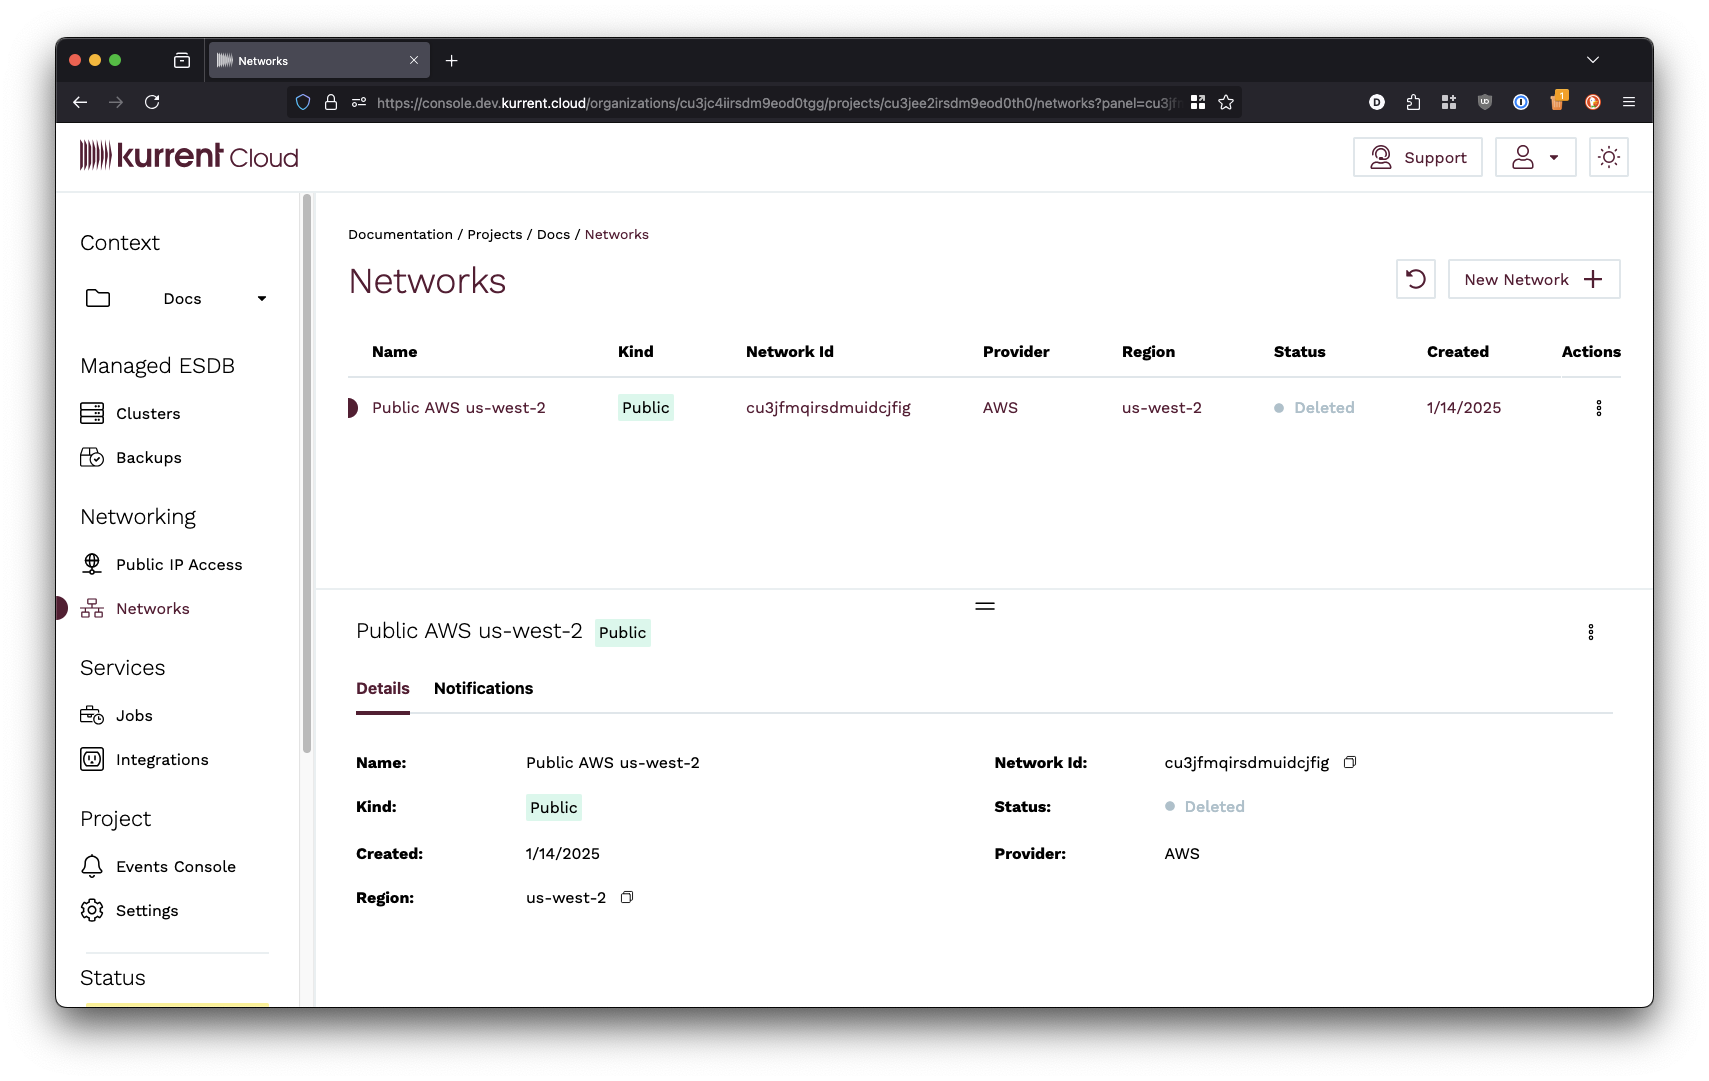 Networks
https://console.dev.kurrent.cloud/organizations/cu3jc4iirsdm9eod0tgg/projects/cu3jee2irsdm9eod0th0/networks?panel=cu3jf
1
kurrent Cloud
Support
Context
Docs
Managed ESDB
Clusters
Backups
Networking
Public IP Access
Networks
Services
Jobs
Integrations
Project
Events Console
Settings
Status
Documentation / Projects / Docs / Networks
Networks
New Network
Name Kind Network Id Provider Region Status Created Actions
Public AWS us-west-2 Public cu3jfmqirsdmuidcjfig AWS us-west-2 Deleted 1/14/2025
Public AWS us-west-2 Public
Details Notifications
Name: Public AWS us-west-2 Network Id: cu3jfmqirsdmuidcjfig
Kind: Public Status: Deleted
Created: 1/14/2025 Provider: AWS
Region: us-west-2